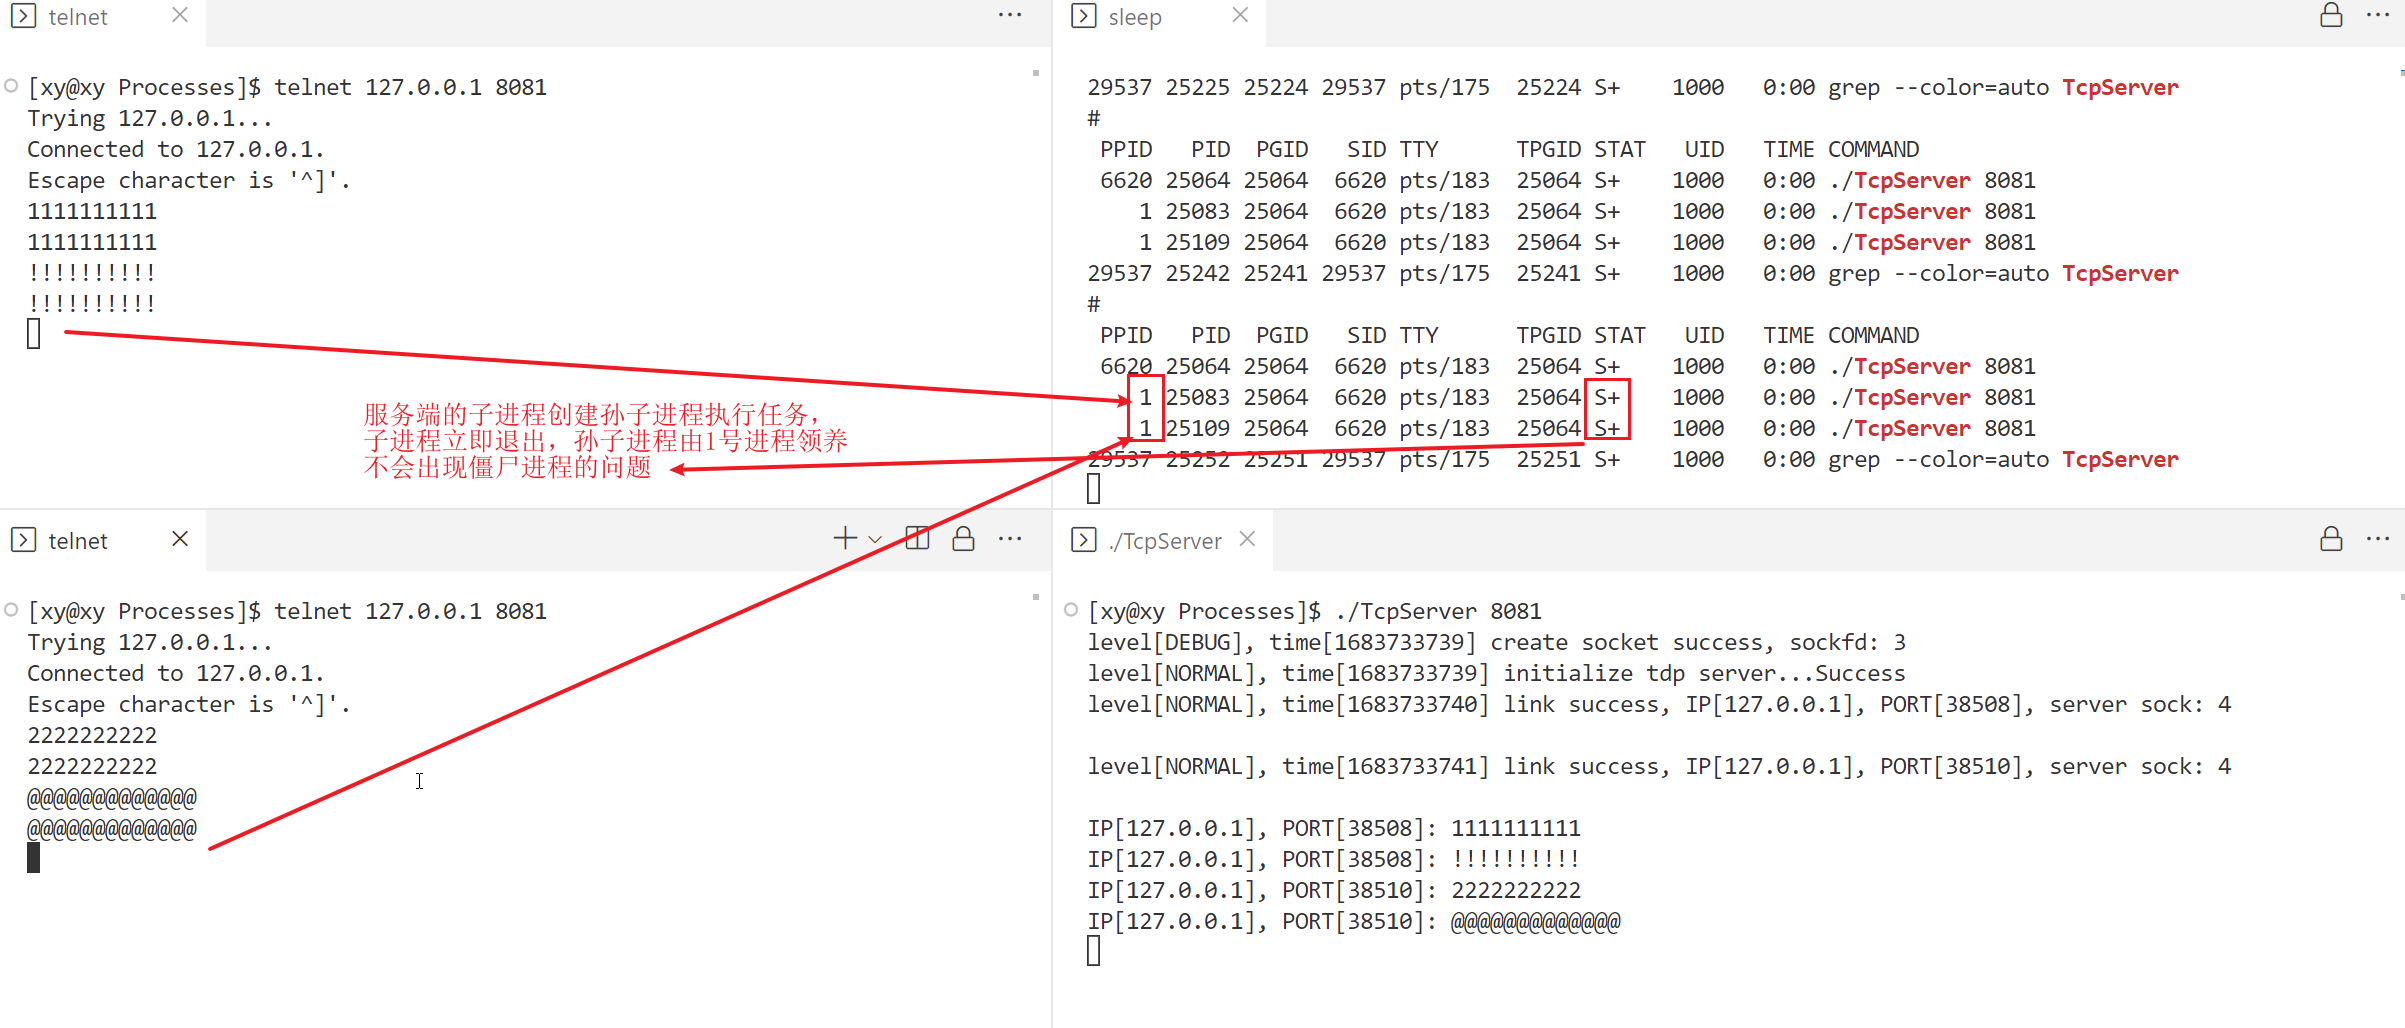 telnet
[xy@xy Processes]$ telnet 127.0.0.1 8081
Trying 127.0.0.1...
Connected to 127.0.0.1.
Escape character is '^]'.
1111111111
1111111111
!!!!!!!!!!
!!!!!!!!!!
服务端的子进程创建孙子进程执行任务，
子进程立即退出，孙子进程由1号进程领养
不会出现僵尸进程的问题
sleep
29537 25225 25224 29537 pts/175  25224 S+    1000   0:00 grep --color=auto TcpServer
#
 PPID   PID  PGID   SID TTY      TPGID STAT   UID   TIME COMMAND
 6620 25064 25064  6620 pts/183  25064 S+    1000   0:00 ./TcpServer 8081
    1 25083 25064  6620 pts/183  25064 S+    1000   0:00 ./TcpServer 8081
    1 25109 25064  6620 pts/183  25064 S+    1000   0:00 ./TcpServer 8081
29537 25242 25241 29537 pts/175  25241 S+    1000   0:00 grep --color=auto TcpServer
#
 PPID   PID  PGID   SID TTY      TPGID STAT   UID   TIME COMMAND
 6620 25064 25064  6620 pts/183  25064 S+    1000   0:00 ./TcpServer 8081
    1 25083 25064  6620 pts/183  25064 S+    1000   0:00 ./TcpServer 8081
    1 25109 25064  6620 pts/183  25064 S+    1000   0:00 ./TcpServer 8081
29537 25252 25251 29537 pts/175  25251 S+    1000   0:00 grep --color=auto TcpServer
telnet
[xy@xy Processes]$ telnet 127.0.0.1 8081
Trying 127.0.0.1...
Connected to 127.0.0.1.
Escape character is '^]'.
2222222222
2222222222
@@@@@@@@@@@@@
@@@@@@@@@@@@@
./TcpServer
[xy@xy Processes]$ ./TcpServer 8081
level[DEBUG], time[1683733739] create socket success, sockfd: 3
level[NORMAL], time[1683733739] initialize tdp server...Success
level[NORMAL], time[1683733740] link success, IP[127.0.0.1], PORT[38508], server sock: 4
level[NORMAL], time[1683733741] link success, IP[127.0.0.1], PORT[38510], server sock: 4
IP[127.0.0.1], PORT[38508]: 1111111111
IP[127.0.0.1], PORT[38508]: !!!!!!!!!!
IP[127.0.0.1], PORT[38510]: 2222222222
IP[127.0.0.1], PORT[38510]: @@@@@@@@@@@@@